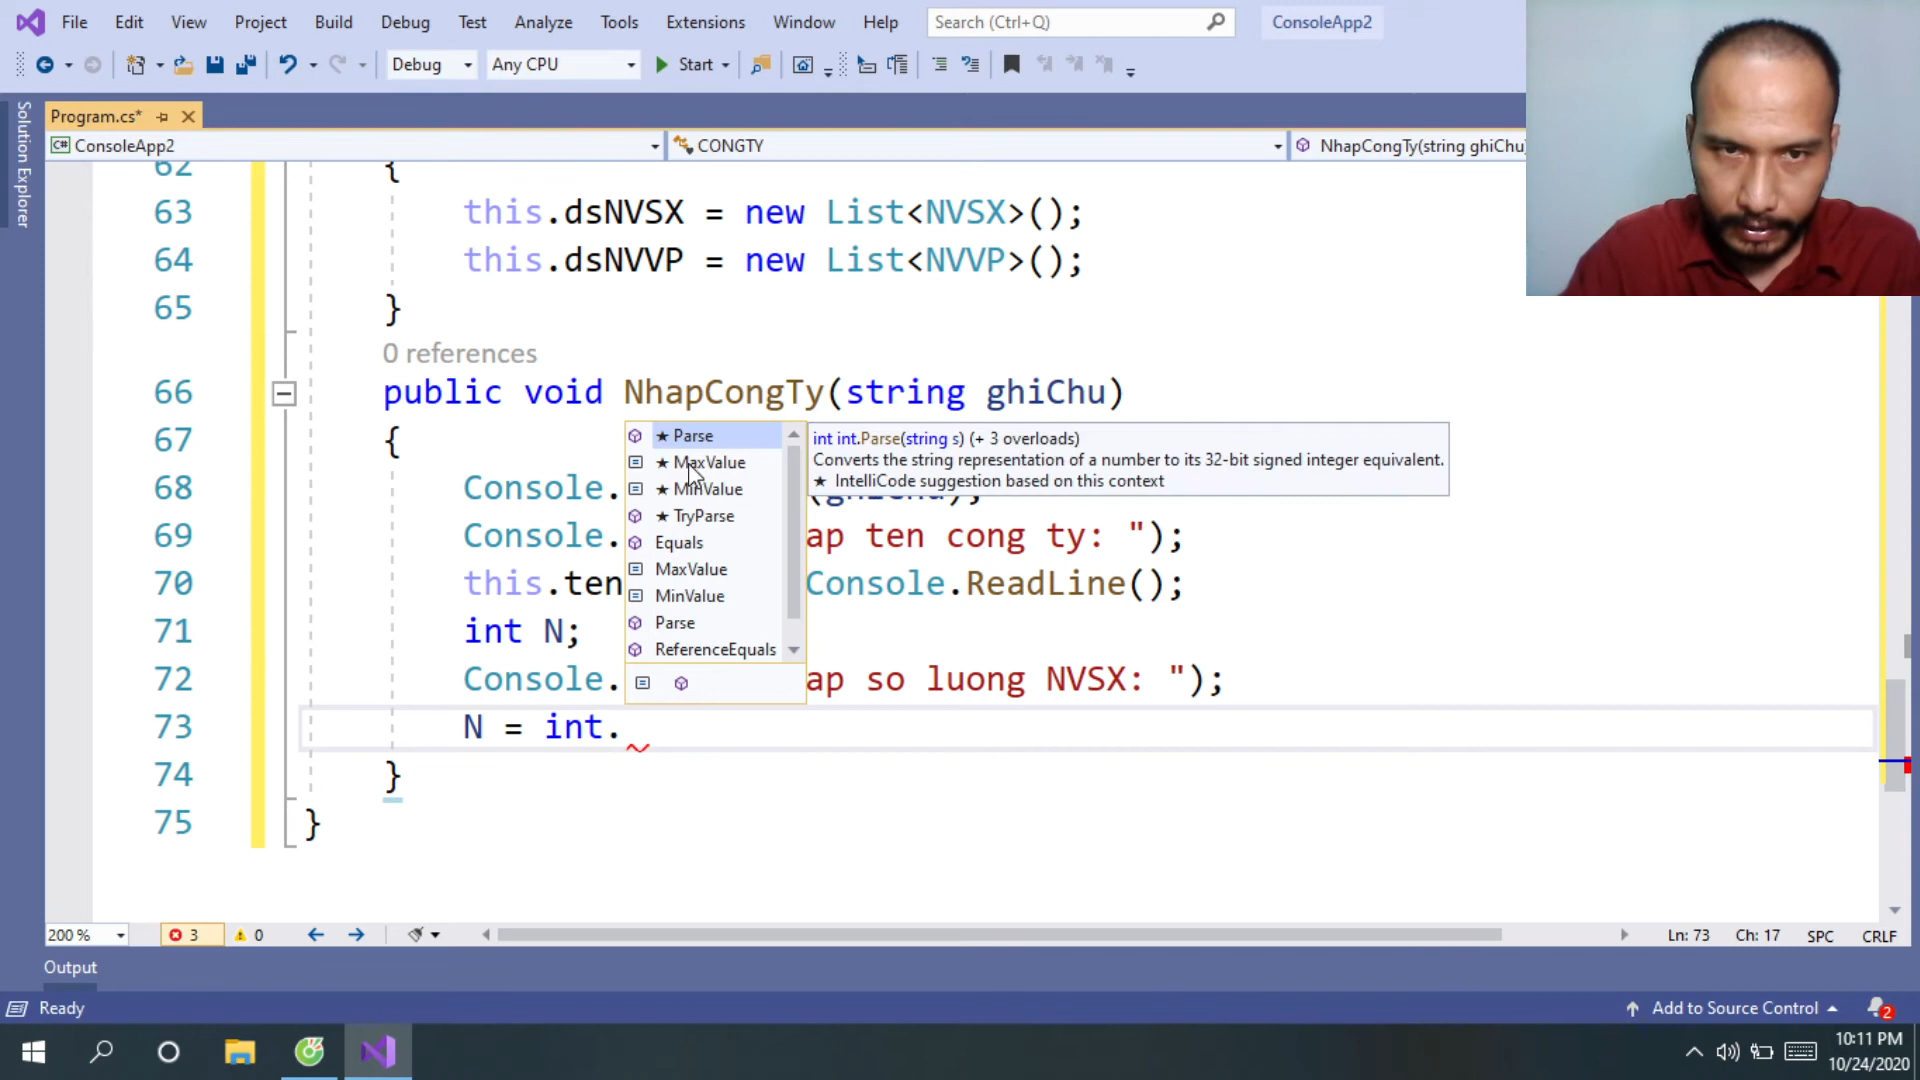 File Edit View Project Build Debug Test Analyze Tools Extensions Window Help Search (Ctrl+Q) ConsoleApp2
Debug Any CPU Start
Solution Explorer
Program.cs*
C# ConsoleApp2 CONGTY NhapCongTy(string ghiChu)
62 {
63 this.dsNVSX = new List<NVSX>();
64 this.dsNVVP = new List<NVVP>();
65 }
0 references
66 public void NhapCongTy(string ghiChu)
67 {
68 Console. (ghiChu);
69 Console. ap ten cong ty: ");
70 this.ten Console.ReadLine();
71 int N;
72 Console. ap so luong NVSX: ");
73 N = int.
74 }
75 }
★ Parse
★ MaxValue
★ MinValue
★ TryParse
Equals
MaxValue
MinValue
Parse
ReferenceEquals
int int.Parse(string s) (+ 3 overloads)
Converts the string representation of a number to its 32-bit signed integer equivalent.
★ IntelliCode suggestion based on this context
200 % 3 0 Ln: 73 Ch: 17 SPC CRLF
Output
Ready Add to Source Control 2
10:11 PM
10/24/2020